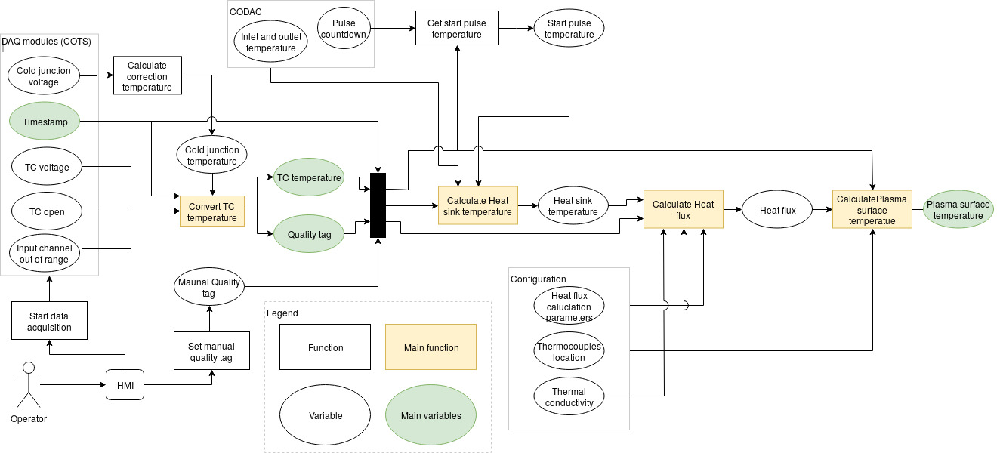 CODAC
Inlet and outlet
temperature
Pulse
countdown
Get start pulse
temperature
Start pulse
temperature
DAQ modules (COTS)
Cold junction
voltage
Timestamp
TC voltage
TC open
Input channel
out of range
Calculate
correction
temperature
Cold junction
temperature
Convert TC
temperature
TC temperature
Quality tag
Calculate Heat
sink temperature
Heat sink
temperature
Calculate Heat
flux
Heat flux
CalculatePlasma
surface
temperatue
Plasma surface
temperature
Maunal Quality
tag
Start data
acquisition
Set manual
quality tag
HMI
Operator
Legend
Function
Main function
Variable
Main variables
Configuration
Heat flux
caluclation
parameters
Thermocouples
location
Thermal
conductivity